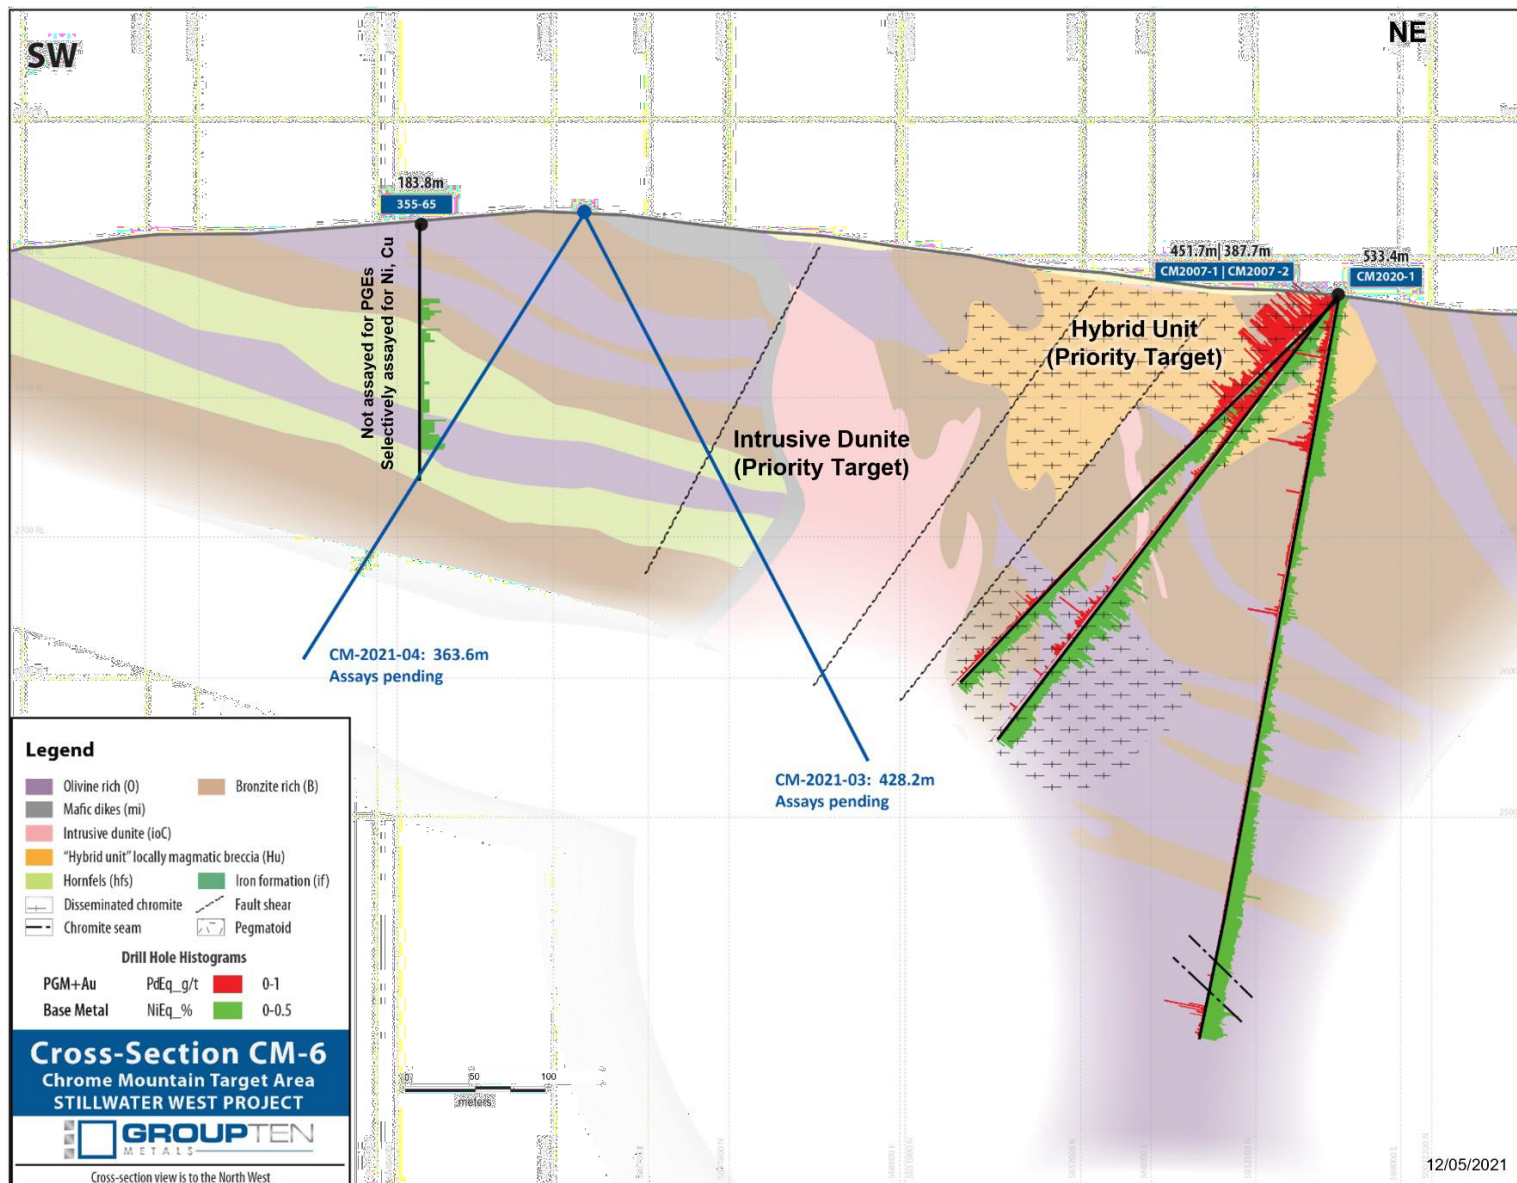 SW
NE
183.8m
355-65
Not assayed for PGEs
Selectively assayed for Ni, Cu
451.7m| 387.7m
CM2007-1 | CM2007 -2
533.4m
CM2020-1
Hybrid Unit
(Priority Target)
Intrusive Dunite
(Priority Target)
2700 RL
CM-2021-04: 363.6m
Assays pending
CM-2021-03: 428.2m
Assays pending
Legend
Olivine rich (O)
Bronzite rich (B)
Mafic dikes (mi)
Intrusive dunite (ioC)
"Hybrid unit" locally magmatic breccia (Hu)
Hornfels (hfs)
Iron formation (if)
Disseminated chromite
Fault shear
Chromite seam
Pegmatoid
Drill Hole Histograms
PGM+Au PdEq_g/t 0-1
Base Metal NiEq_% 0-0.5
Cross-Section CM-6
Chrome Mountain Target Area
STILLWATER WEST PROJECT
GROUPTEN
METALS
Cross-section view is to the North West
0 50 100
meters
12/05/2021